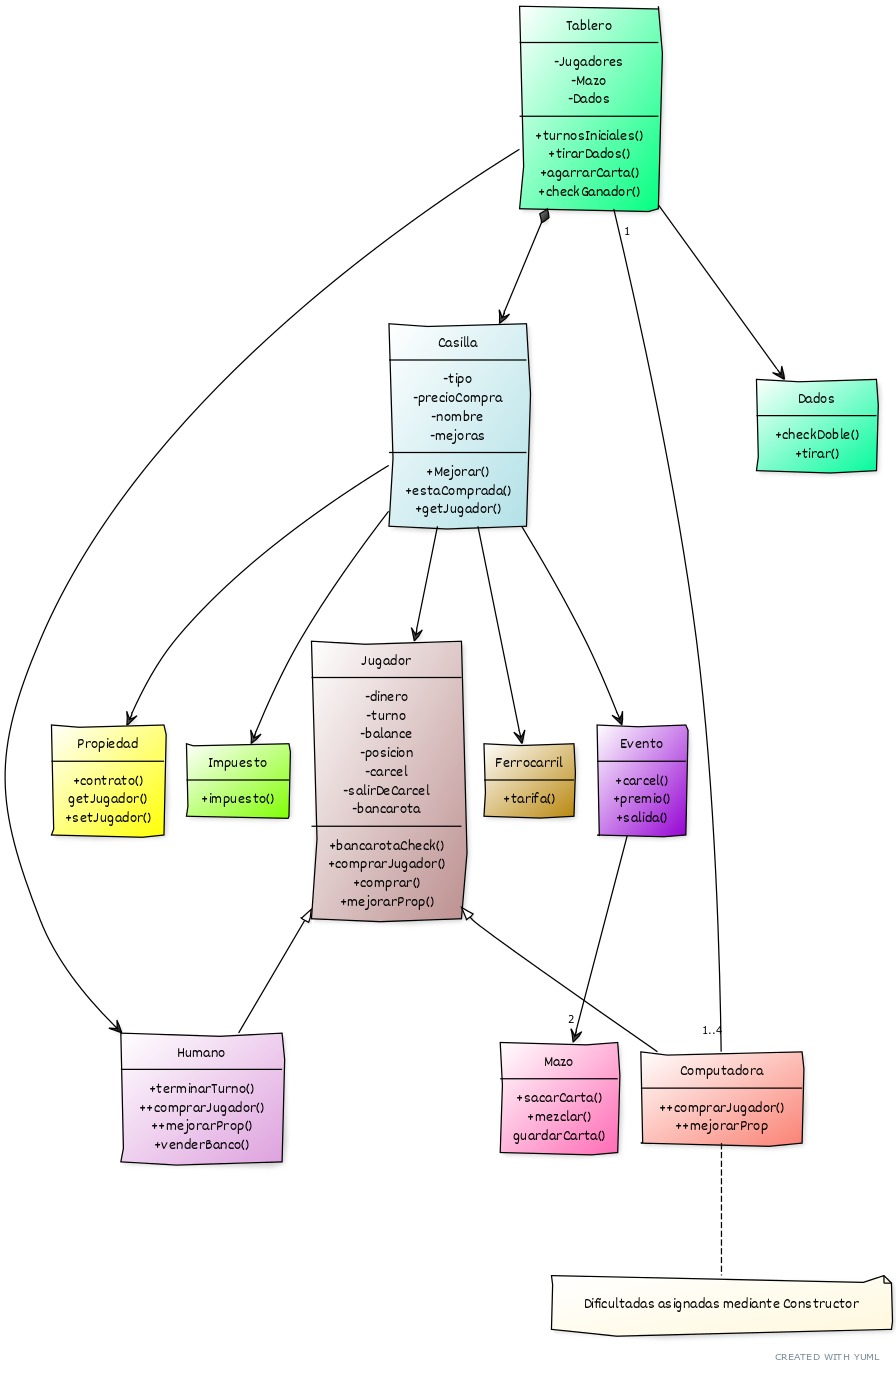 Tablero
-Jugadores
-Mazo
-Dados
+turnosIniciales()
+tirarDados()
+agarrarCarta()
+checkGanador()
1
Casilla
-tipo
-precioCompra
-nombre
-mejoras
+Mejorar()
+estaComprada()
+getJugador()
Dados
+checkDoble()
+tirar()
Propiedad
+contrato()
getJugador()
+setJugador()
Impuesto
+impuesto()
Jugador
-dinero
-turno
-balance
-posicion
-carcel
-salirDeCarcel
-bancarota
+bancarotaCheck()
+comprarJugador()
+comprar()
+mejorarProp()
Ferrocarril
+tarifa()
Evento
+carcel()
+premio()
+salida()
2
1..4
Humano
+terminarTurno()
++comprarJugador()
++mejorarProp()
+venderBanco()
Mazo
+sacarCarta()
+mezclar()
guardarCarta()
Computadora
++comprarJugador()
++mejorarProp
Dificultadas asignadas mediante Constructor
CREATED WITH YUML